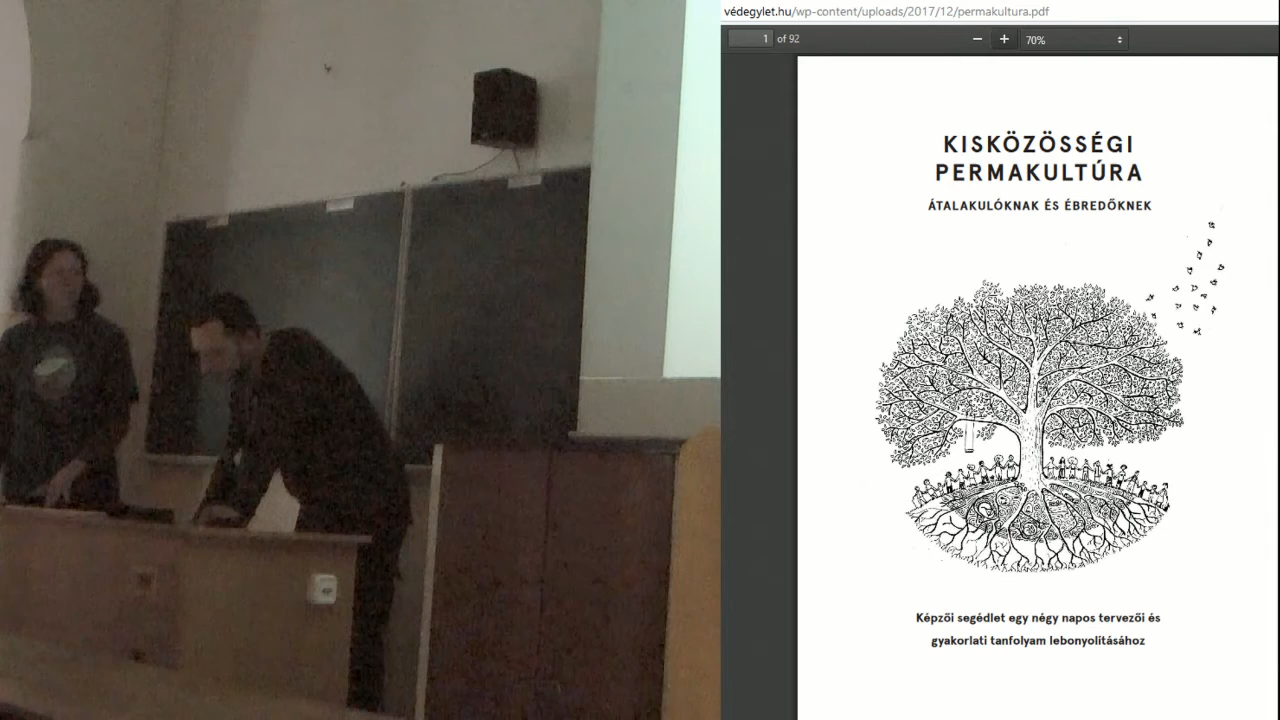 védegylet.hu/wp-content/uploads/2017/12/permakultura.pdf
1 of 92
70%
KISKÖZÖSSÉGI
PERMAKULTÚRA
ÁTALAKULÓKNAK ÉS ÉBREDŐKNEK
Képzői segédlet egy négy napos tervezői és
gyakorlati tanfolyam lebonyolításához